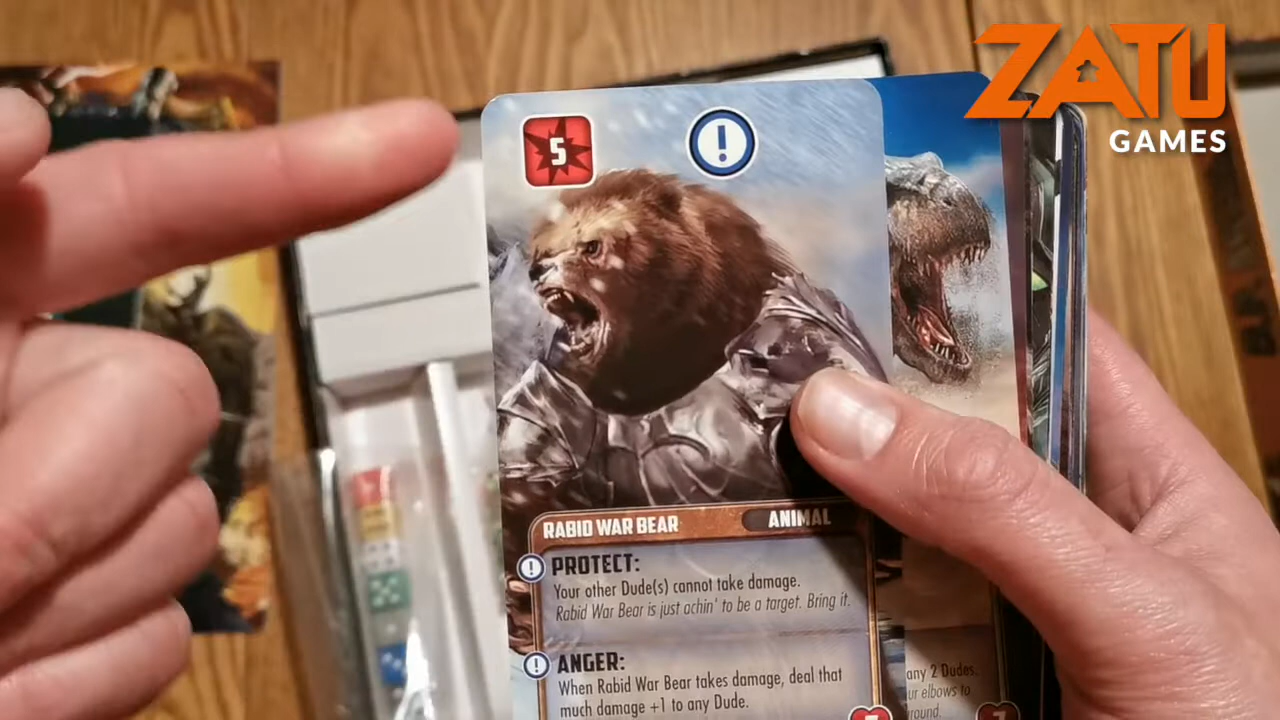 ZATU
GAMES
5
!
RABID WAR BEAR
ANIMAL
! PROTECT:
Your other Dude(s) cannot take damage.
Rabid War Bear is just achin' to be a target. Bring it.
! ANGER:
When Rabid War Bear takes damage, deal that
much damage +1 to any Dude.
any 2 Dudes.
ur elbows to
round.